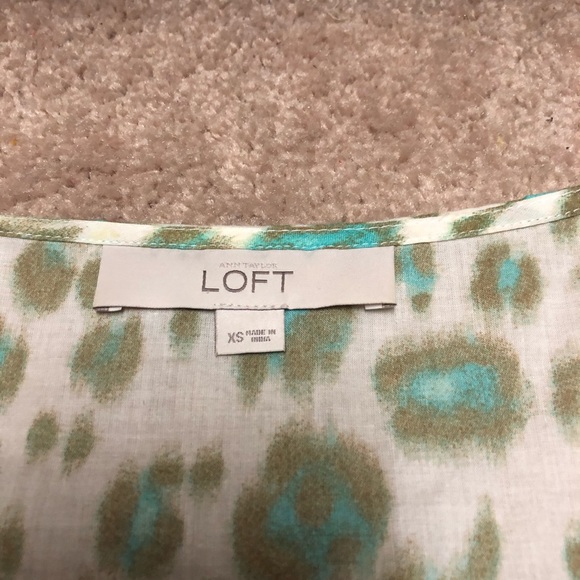 ANN TAYLOR
LOFT
XS MADE IN
INDIA